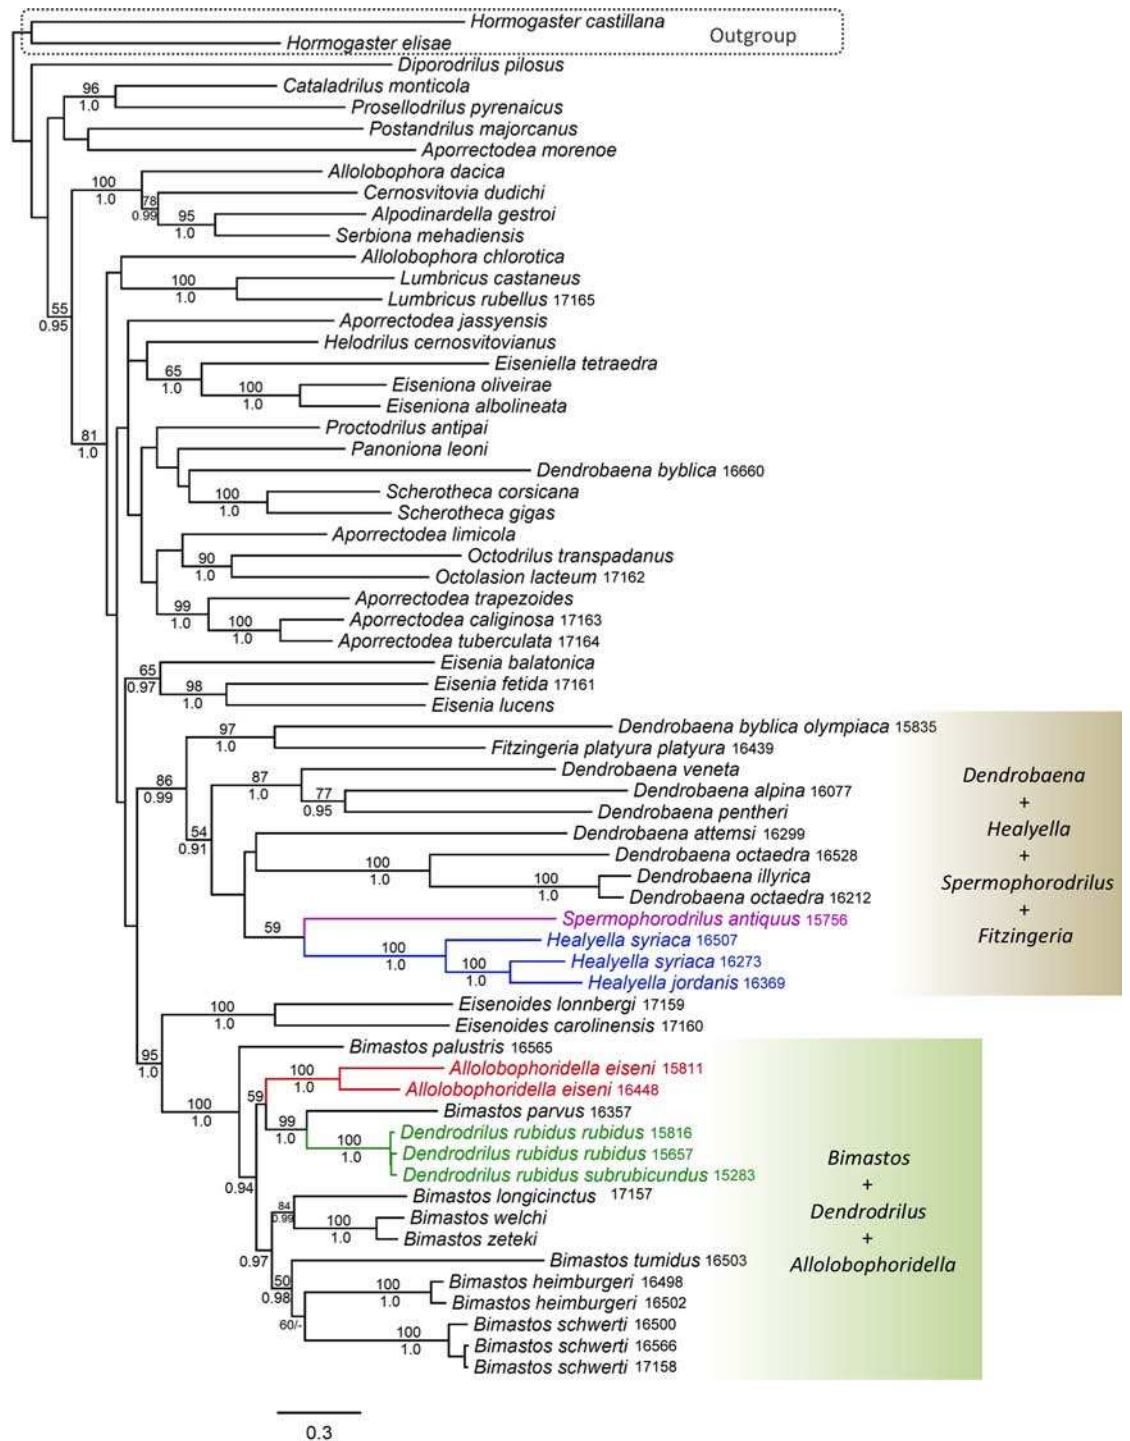 Hormogaster castillana
Outgroup
Hormogaster elisae
Diporodrilus pilosus
96
Cataladrilus monticola
1.0
Prosellodrilus pyrenaicus
Postandrilus majorcanus
Aporrectodea morenoe
Allolobophora dacica
100
1.0
78
0.99
Cernosvitovia dudichi
95
Alpodinardella gestroi
1.0
Serbiona mehadiensis
Allolobophora chlorotica
100
Lumbricus castaneus
1.0
Lumbricus rubellus 17165
55
0.95
Aporrectodea jassyensis
Helodrilus cernosvitovianus
65
1.0
Eiseniella tetraedra
100
Eiseniona oliveirae
1.0
Eiseniona albolineata
81
1.0
Proctodrilus antipai
Panoniona leoni
Dendrobaena byblica 16660
100
Scherotheca corsicana
1.0
Scherotheca gigas
Aporrectodea limicola
90
Octodrilus transpadanus
1.0
Octolasion lacteum 17162
99
Aporrectodea trapezoides
1.0
100
Aporrectodea caliginosa 17163
1.0
Aporrectodea tuberculata 17164
65
0.97
Eisenia balatonica
98
Eisenia fetida 17161
1.0
Eisenia lucens
97
Dendrobaena byblica olympiaca 15835
1.0
Fitzingeria platyura platyura 16439
86
0.99
87
1.0
Dendrobaena veneta
77
Dendrobaena alpina 16077
0.95
Dendrobaena pentheri
54
0.91
Dendrobaena attemsi 16299
100
1.0
Dendrobaena octaedra 16528
100
Dendrobaena illyrica
1.0
Dendrobaena octaedra 16212
59
Spermophorodrilus antiquus 15756
100
1.0
Healyella syriaca 16507
100
Healyella syriaca 16273
1.0
Healyella jordanis 16369
Dendrobaena
+
Healyella
+
Spermophorodrilus
+
Fitzingeria
100
Eisenoides lonnbergi 17159
1.0
Eisenoides carolinensis 17160
95
1.0
Bimastos palustris 16565
100
1.0
100
Allolobophoridella eiseni 15811
1.0
Allolobophoridella eiseni 16448
59
99
1.0
Bimastos parvus 16357
Dendrodrilus rubidus rubidus 15816
100
Dendrodrilus rubidus rubidus 15657
1.0
Dendrodrilus rubidus subrubicundus 15283
0.94
84
0.99
Bimastos longicinctus 17157
100
Bimastos welchi
1.0
Bimastos zeteki
0.97
50
0.98
Bimastos tumidus 16503
100
Bimastos heimburgeri 16498
1.0
Bimastos heimburgeri 16502
60/-
Bimastos schwerti 16500
100
1.0
Bimastos schwerti 16566
Bimastos schwerti 17158
Bimastos
+
Dendrodrilus
+
Allolobophoridella
0.3